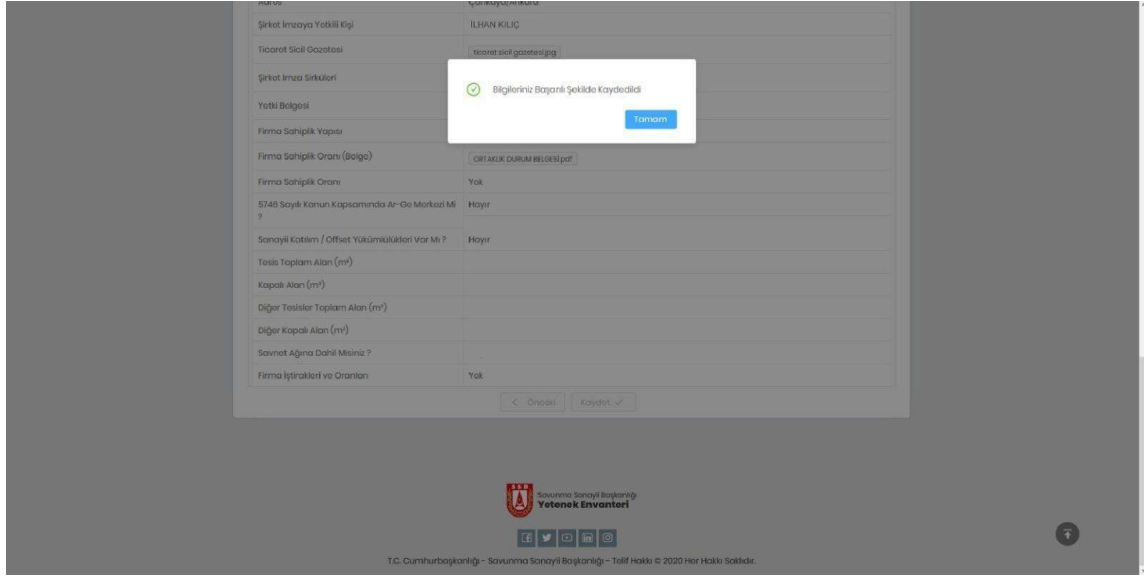 Adres Çankaya/Ankara
Şirket İmzaya Yetkili Kişi İLHAN KILIÇ
Ticaret Sicil Gazetesi ticaret sicil gazetesi.jpg
Şirket İmza Sirküleri
Bilgileriniz Başarılı Şekilde Kaydedildi
Yetki Belgesi
Tamam
Firma Sahiplik Yapısı
Firma Sahiplik Oranı (Belge) ORTAKLIK DURUM BELGESİ.pdf
Firma Sahiplik Oranı Yok
5746 Sayılı Kanun Kapsamında Ar-Ge Merkezi Mi Hayır
?
Sanayii Katılım / Offset Yükümlülükleri Var Mı ? Hayır
Tesis Toplam Alan (m²)
Kapalı Alan (m²)
Diğer Tesisler Toplam Alan (m²)
Diğer Kapalı Alan (m²)
Savnet Ağına Dahil Misiniz ?
Firma İştirakleri ve Oranları Yok
< Önceki Kaydet ✓
SSB
Savunma Sanayii Başkanlığı
Yetenek Envanteri
T.C. Cumhurbaşkanlığı - Savunma Sanayii Başkanlığı - Telif Hakkı © 2020 Her Hakkı Saklıdır.